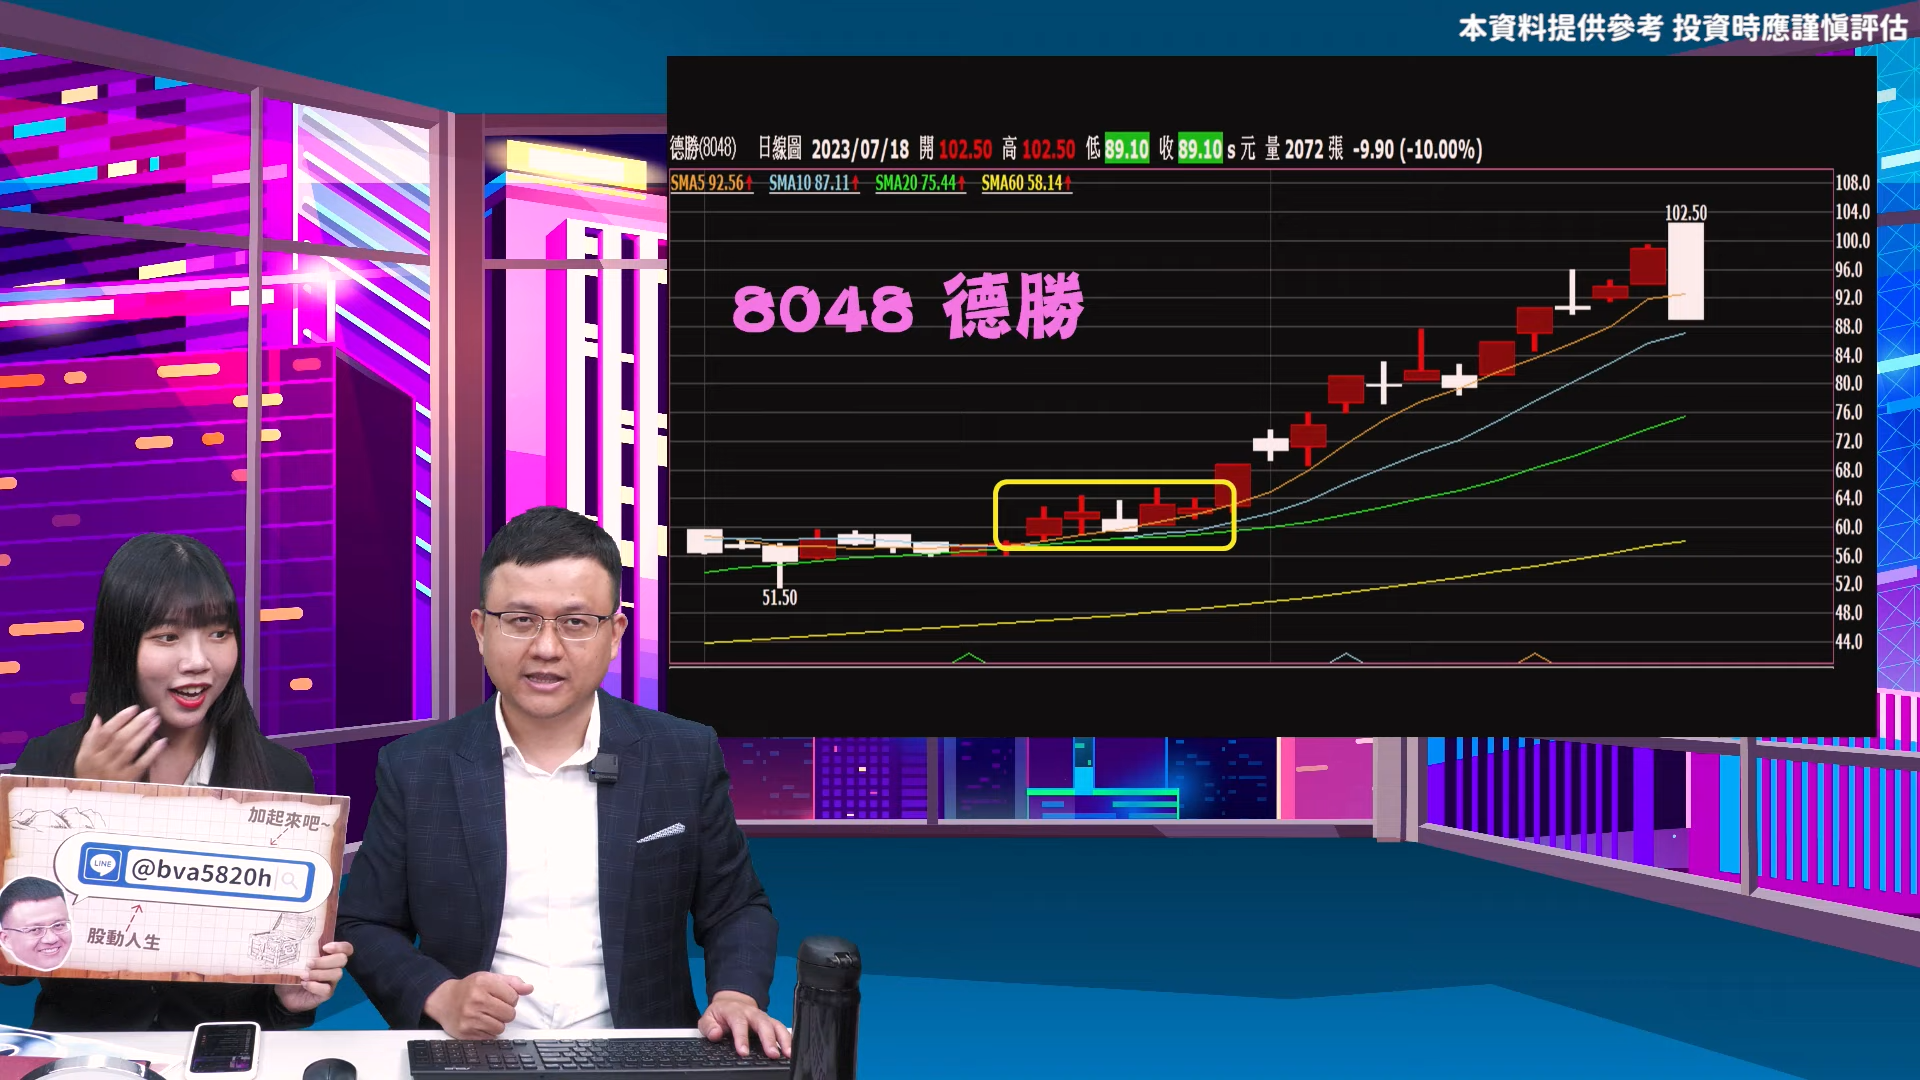 本資料提供參考 投資時應謹慎評估
德勝(8048) 日線圖 2023/07/18 開 102.50 高 102.50 低 89.10 收 89.10 s 元 量 2072 張 -9.90 (-10.00%)
SMA5 92.56↑ SMA10 87.11↑ SMA20 75.44↑ SMA60 58.14↑
108.0
104.0
100.0
96.0
92.0
88.0
84.0
80.0
76.0
72.0
68.0
64.0
60.0
56.0
52.0
48.0
44.0
102.50
8048 德勝
51.50
加起來吧~
LINE @bva5820h
股動人生